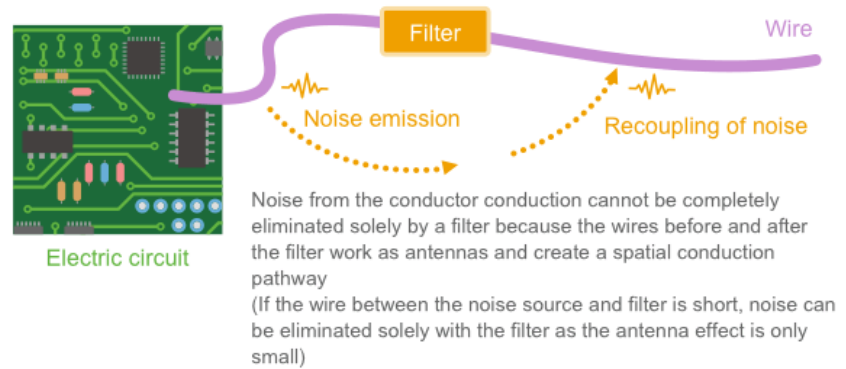 Filter
Wire
Noise emission
Recoupling of noise
Electric circuit
Noise from the conductor conduction cannot be completely
eliminated solely by a filter because the wires before and after
the filter work as antennas and create a spatial conduction
pathway
(If the wire between the noise source and filter is short, noise can
be eliminated solely with the filter as the antenna effect is only
small)